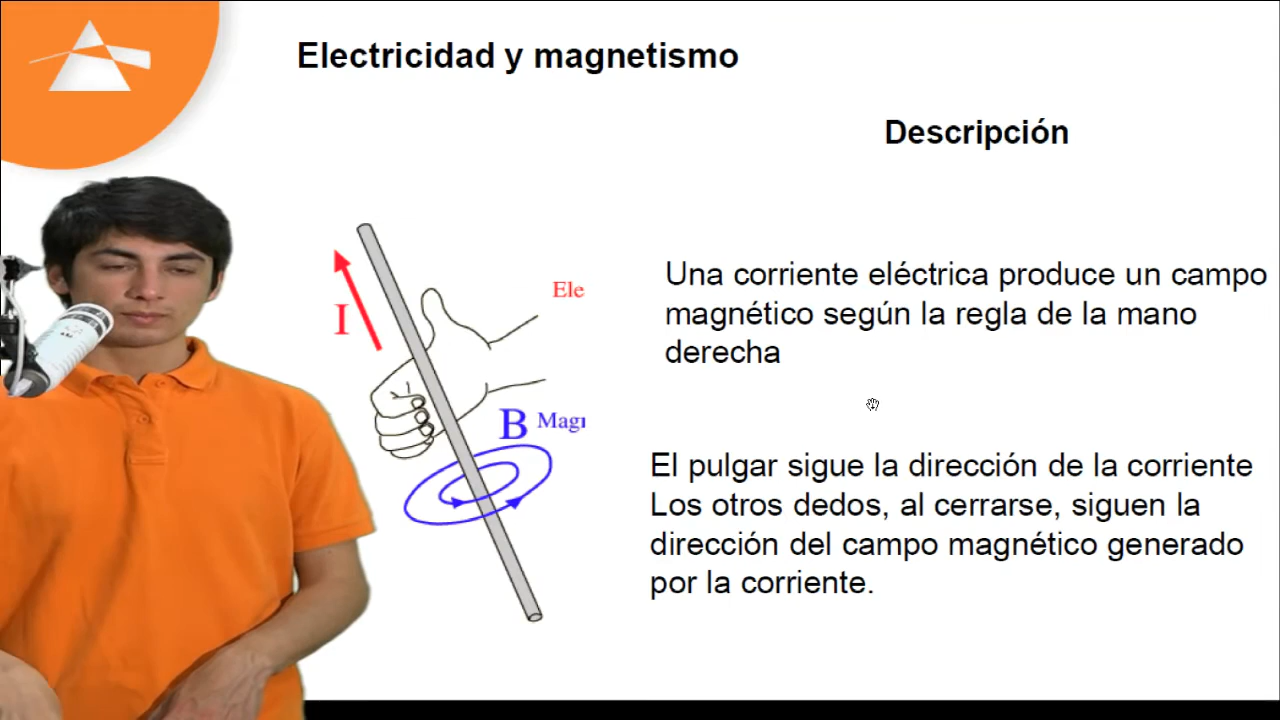 Electricidad y magnetismo
Descripción
I
Ele
B Magn
Una corriente eléctrica produce un campo
magnético según la regla de la mano
derecha
El pulgar sigue la dirección de la corriente
Los otros dedos, al cerrarse, siguen la
dirección del campo magnético generado
por la corriente.